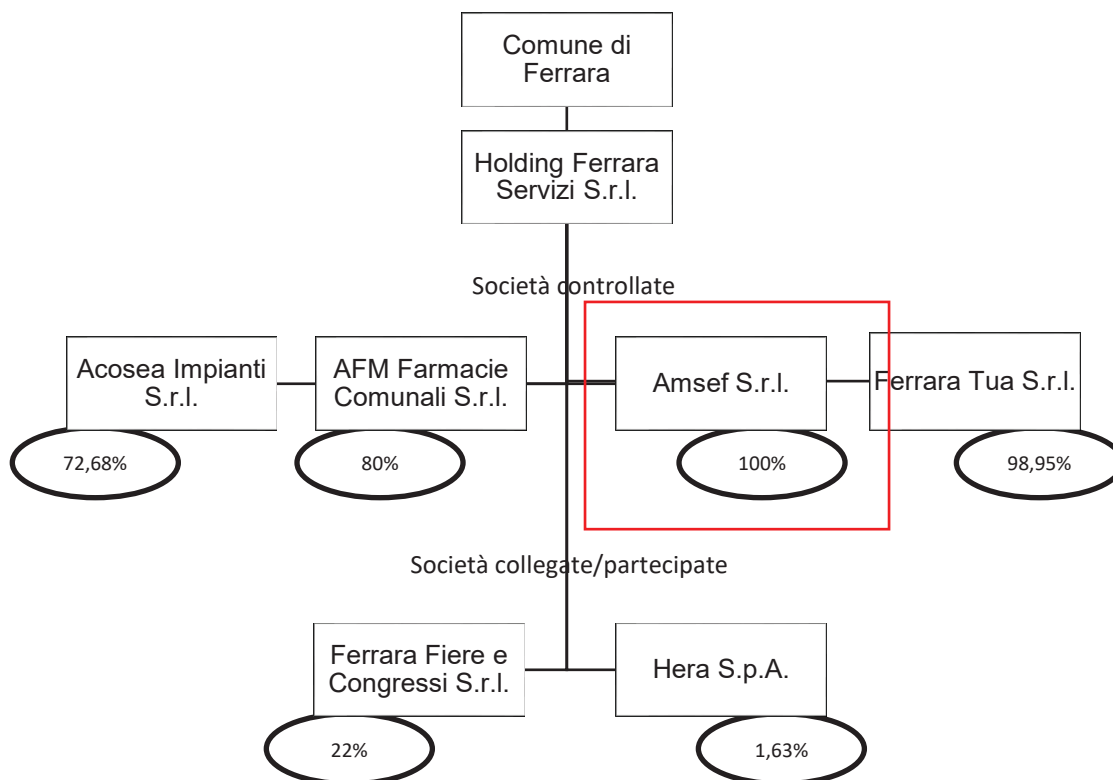 Comune di
Ferrara
Holding Ferrara
Servizi S.r.l.
Società controllate
Acosea Impianti
S.r.l.
AFM Farmacie
Comunali S.r.l.
Amsef S.r.l.
Ferrara Tua S.r.l.
72,68%
80%
100%
98,95%
Società collegate/partecipate
Ferrara Fiere e
Congressi S.r.l.
Hera S.p.A.
22%
1,63%